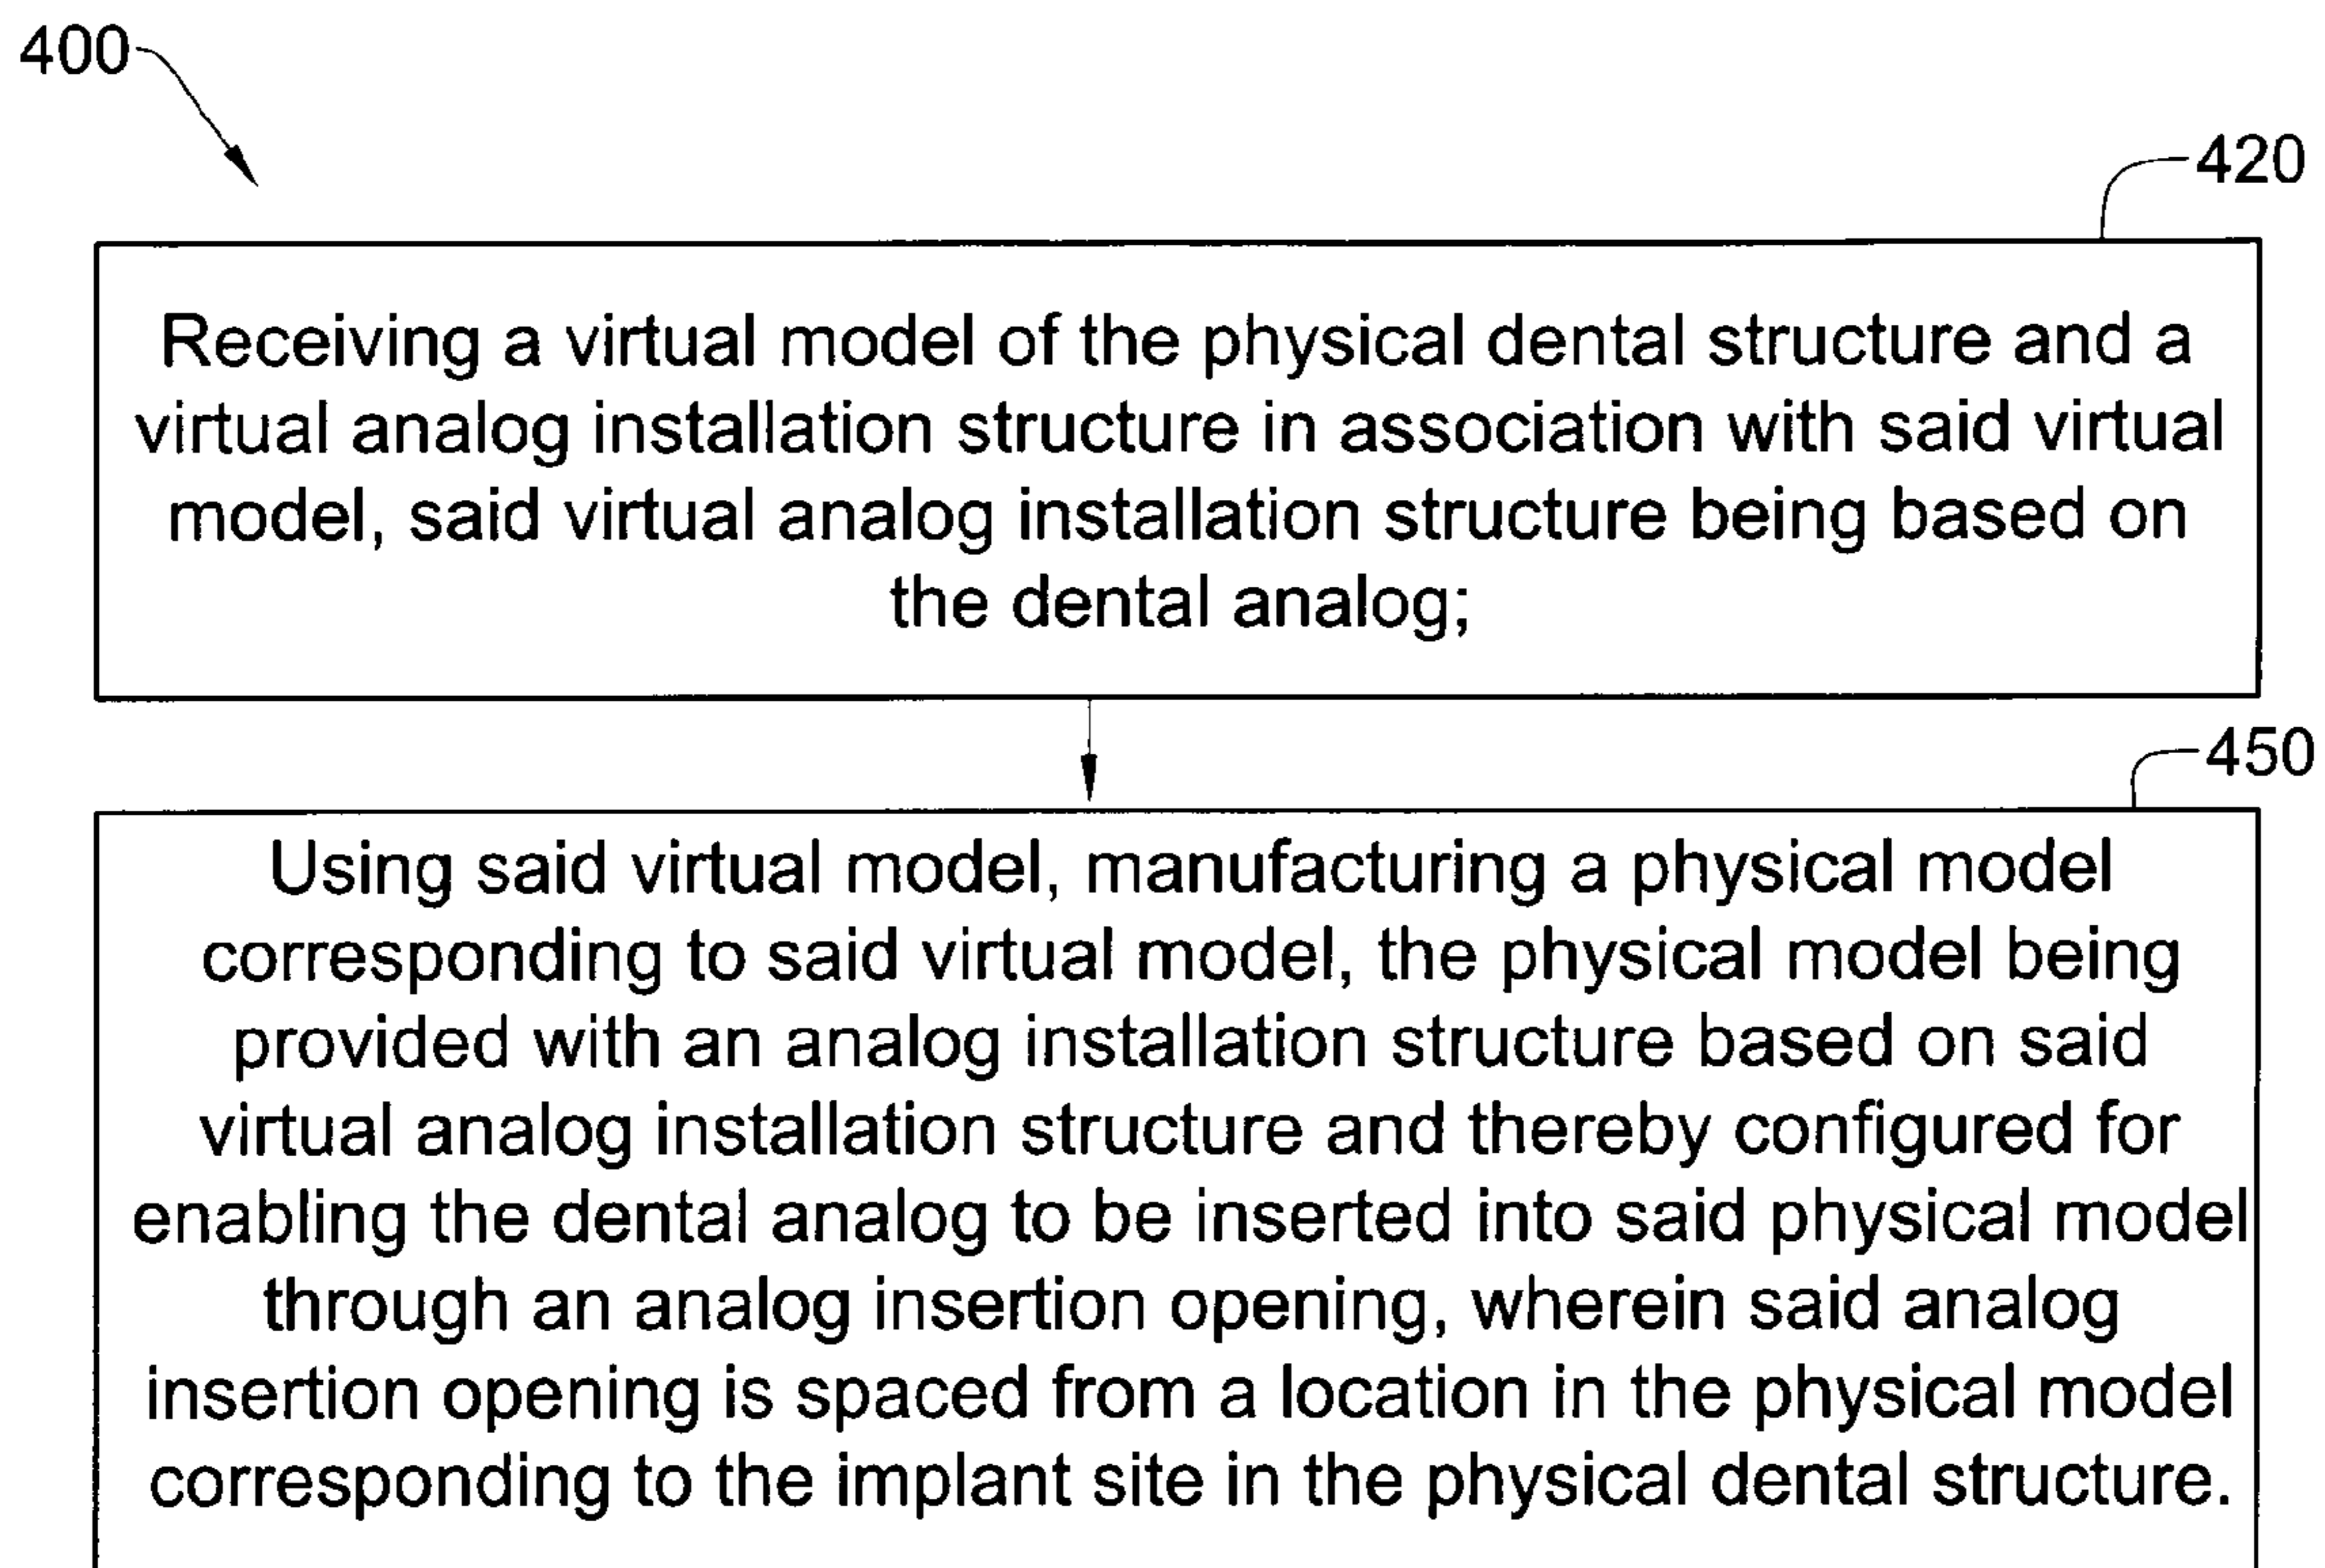 400
420
Receiving a virtual model of the physical dental structure and a
virtual analog installation structure in association with said virtual
model, said virtual analog installation structure being based on
the dental analog;
450
Using said virtual model, manufacturing a physical model
corresponding to said virtual model, the physical model being
provided with an analog installation structure based on said
virtual analog installation structure and thereby configured for
enabling the dental analog to be inserted into said physical model
through an analog insertion opening, wherein said analog
insertion opening is spaced from a location in the physical model
corresponding to the implant site in the physical dental structure.